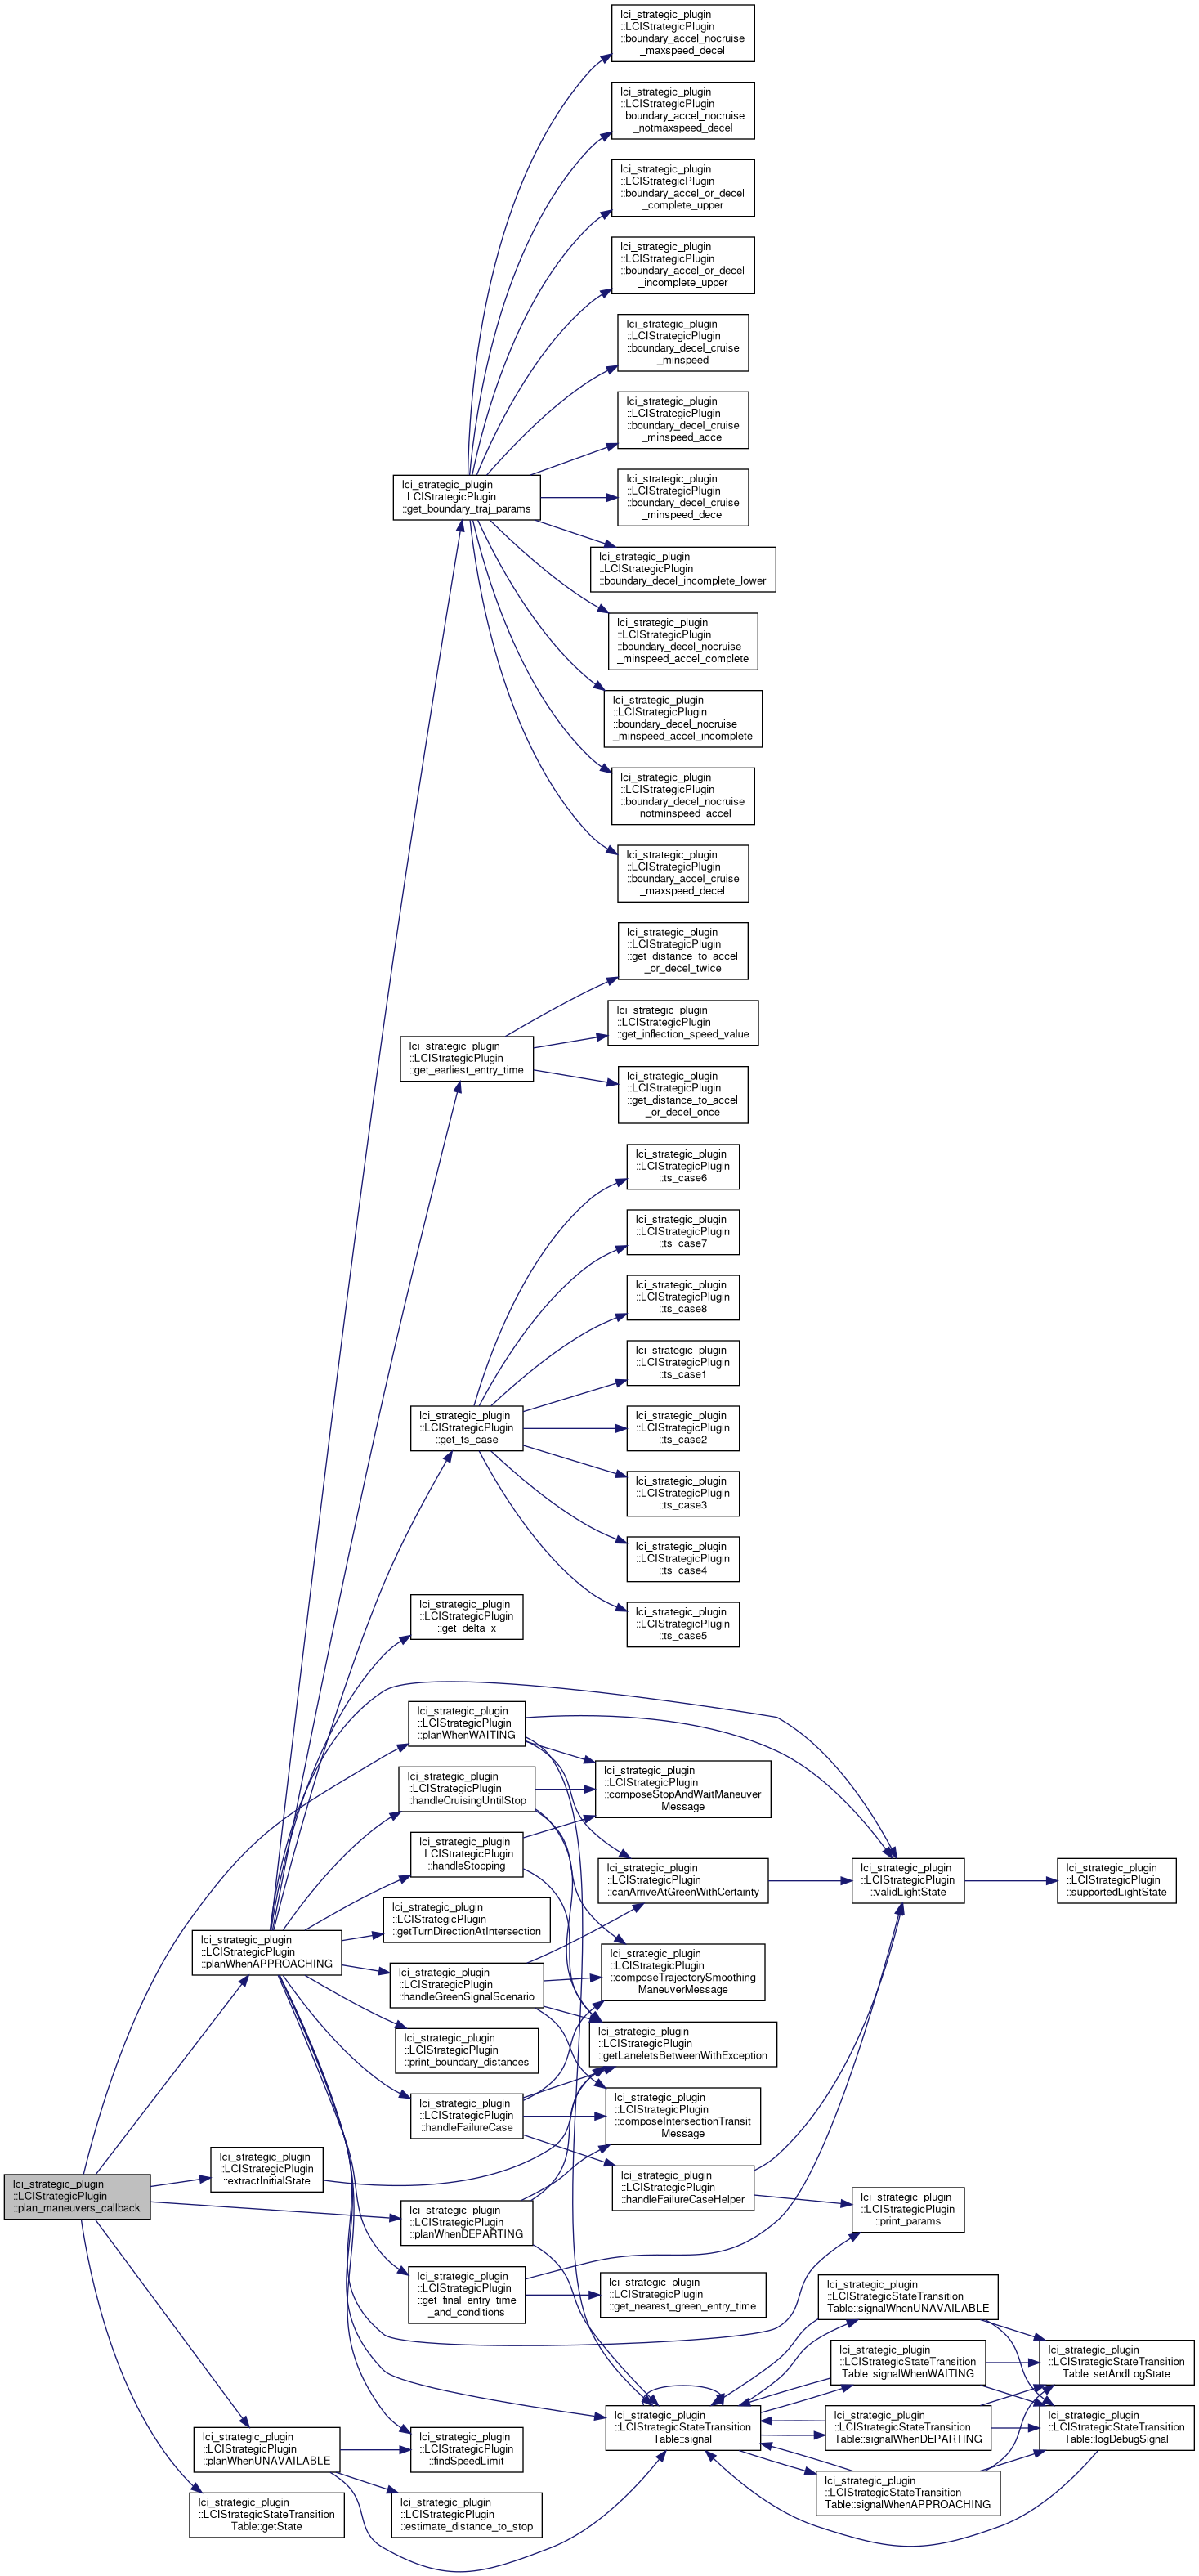 lci_strategic_plugin
::LCIStrategicPlugin
::boundary_accel_nocruise
_maxspeed_decel
lci_strategic_plugin
::LCIStrategicPlugin
::boundary_accel_nocruise
_notmaxspeed_decel
lci_strategic_plugin
::LCIStrategicPlugin
::boundary_accel_or_decel
_complete_upper
lci_strategic_plugin
::LCIStrategicPlugin
::boundary_accel_or_decel
_incomplete_upper
lci_strategic_plugin
::LCIStrategicPlugin
::boundary_decel_cruise
_minspeed
lci_strategic_plugin
::LCIStrategicPlugin
::boundary_decel_cruise
_minspeed_accel
lci_strategic_plugin
::LCIStrategicPlugin
::get_boundary_traj_params
lci_strategic_plugin
::LCIStrategicPlugin
::boundary_decel_cruise
_minspeed_decel
lci_strategic_plugin
::LCIStrategicPlugin
::boundary_decel_incomplete_lower
lci_strategic_plugin
::LCIStrategicPlugin
::boundary_decel_nocruise
_minspeed_accel_complete
lci_strategic_plugin
::LCIStrategicPlugin
::boundary_decel_nocruise
_minspeed_accel_incomplete
lci_strategic_plugin
::LCIStrategicPlugin
::boundary_decel_nocruise
_notminspeed_accel
lci_strategic_plugin
::LCIStrategicPlugin
::boundary_accel_cruise
_maxspeed_decel
lci_strategic_plugin
::LCIStrategicPlugin
::get_distance_to_accel
_or_decel_twice
lci_strategic_plugin
::LCIStrategicPlugin
::get_earliest_entry_time
lci_strategic_plugin
::LCIStrategicPlugin
::get_inflection_speed_value
lci_strategic_plugin
::LCIStrategicPlugin
::get_distance_to_accel
_or_decel_once
lci_strategic_plugin
::LCIStrategicPlugin
::ts_case6
lci_strategic_plugin
::LCIStrategicPlugin
::ts_case7
lci_strategic_plugin
::LCIStrategicPlugin
::ts_case8
lci_strategic_plugin
::LCIStrategicPlugin
::ts_case1
lci_strategic_plugin
::LCIStrategicPlugin
::get_ts_case
lci_strategic_plugin
::LCIStrategicPlugin
::ts_case2
lci_strategic_plugin
::LCIStrategicPlugin
::ts_case3
lci_strategic_plugin
::LCIStrategicPlugin
::ts_case4
lci_strategic_plugin
::LCIStrategicPlugin
::ts_case5
lci_strategic_plugin
::LCIStrategicPlugin
::get_delta_x
lci_strategic_plugin
::LCIStrategicPlugin
::planWhenWAITING
lci_strategic_plugin
::LCIStrategicPlugin
::composeStopAndWaitManeuver
Message
lci_strategic_plugin
::LCIStrategicPlugin
::handleCruisingUntilStop
lci_strategic_plugin
::LCIStrategicPlugin
::handleStopping
lci_strategic_plugin
::LCIStrategicPlugin
::canArriveAtGreenWithCertainty
lci_strategic_plugin
::LCIStrategicPlugin
::validLightState
lci_strategic_plugin
::LCIStrategicPlugin
::supportedLightState
lci_strategic_plugin
::LCIStrategicPlugin
::getTurnDirectionAtIntersection
lci_strategic_plugin
::LCIStrategicPlugin
::planWhenAPPROACHING
lci_strategic_plugin
::LCIStrategicPlugin
::composeTrajectorySmoothing
ManeuverMessage
lci_strategic_plugin
::LCIStrategicPlugin
::handleGreenSignalScenario
lci_strategic_plugin
::LCIStrategicPlugin
::getLaneletsBetweenWithException
lci_strategic_plugin
::LCIStrategicPlugin
::print_boundary_distances
lci_strategic_plugin
::LCIStrategicPlugin
::composeIntersectionTransit
Message
lci_strategic_plugin
::LCIStrategicPlugin
::handleFailureCase
lci_strategic_plugin
::LCIStrategicPlugin
::extractInitialState
lci_strategic_plugin
::LCIStrategicPlugin
::handleFailureCaseHelper
lci_strategic_plugin
::LCIStrategicPlugin
::plan_maneuvers_callback
lci_strategic_plugin
::LCIStrategicPlugin
::print_params
lci_strategic_plugin
::LCIStrategicPlugin
::planWhenDEPARTING
lci_strategic_plugin
::LCIStrategicPlugin
::get_final_entry_time
_and_conditions
lci_strategic_plugin
::LCIStrategicPlugin
::get_nearest_green_entry_time
lci_strategic_plugin
::LCIStrategicStateTransition
Table::signalWhenUNAVAILABLE
lci_strategic_plugin
::LCIStrategicStateTransition
Table::signalWhenWAITING
lci_strategic_plugin
::LCIStrategicStateTransition
Table::setAndLogState
lci_strategic_plugin
::LCIStrategicStateTransition
Table::signal
lci_strategic_plugin
::LCIStrategicStateTransition
Table::signalWhenDEPARTING
lci_strategic_plugin
::LCIStrategicStateTransition
Table::logDebugSignal
lci_strategic_plugin
::LCIStrategicPlugin
::planWhenUNAVAILABLE
lci_strategic_plugin
::LCIStrategicPlugin
::findSpeedLimit
lci_strategic_plugin
::LCIStrategicStateTransition
Table::signalWhenAPPROACHING
lci_strategic_plugin
::LCIStrategicStateTransition
Table::getState
lci_strategic_plugin
::LCIStrategicPlugin
::estimate_distance_to_stop